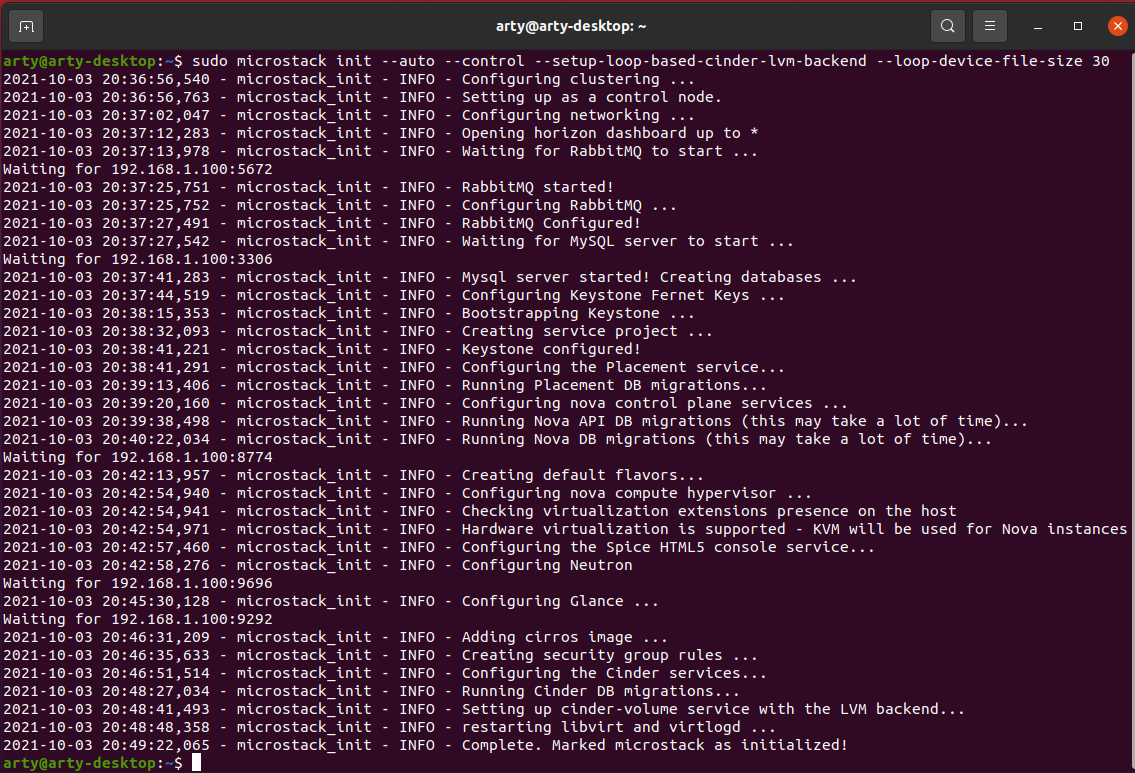 arty@arty-desktop: ~
arty@arty-desktop:~$ sudo microstack init --auto --control --setup-loop-based-cinder-lvm-backend --loop-device-file-size 30
2021-10-03 20:36:56,540 - microstack_init - INFO - Configuring clustering ...
2021-10-03 20:36:56,763 - microstack_init - INFO - Setting up as a control node.
2021-10-03 20:37:02,047 - microstack_init - INFO - Configuring networking ...
2021-10-03 20:37:12,283 - microstack_init - INFO - Opening horizon dashboard up to *
2021-10-03 20:37:13,978 - microstack_init - INFO - Waiting for RabbitMQ to start ...
Waiting for 192.168.1.100:5672
2021-10-03 20:37:25,751 - microstack_init - INFO - RabbitMQ started!
2021-10-03 20:37:25,752 - microstack_init - INFO - Configuring RabbitMQ ...
2021-10-03 20:37:27,491 - microstack_init - INFO - RabbitMQ Configured!
2021-10-03 20:37:27,542 - microstack_init - INFO - Waiting for MySQL server to start ...
Waiting for 192.168.1.100:3306
2021-10-03 20:37:41,283 - microstack_init - INFO - Mysql server started! Creating databases ...
2021-10-03 20:37:44,519 - microstack_init - INFO - Configuring Keystone Fernet Keys ...
2021-10-03 20:38:15,353 - microstack_init - INFO - Bootstrapping Keystone ...
2021-10-03 20:38:32,093 - microstack_init - INFO - Creating service project ...
2021-10-03 20:38:41,221 - microstack_init - INFO - Keystone configured!
2021-10-03 20:38:41,291 - microstack_init - INFO - Configuring the Placement service...
2021-10-03 20:39:13,406 - microstack_init - INFO - Running Placement DB migrations...
2021-10-03 20:39:20,160 - microstack_init - INFO - Configuring nova control plane services ...
2021-10-03 20:39:38,498 - microstack_init - INFO - Running Nova API DB migrations (this may take a lot of time)...
2021-10-03 20:40:22,034 - microstack_init - INFO - Running Nova DB migrations (this may take a lot of time)...
Waiting for 192.168.1.100:8774
2021-10-03 20:42:13,957 - microstack_init - INFO - Creating default flavors...
2021-10-03 20:42:54,940 - microstack_init - INFO - Configuring nova compute hypervisor ...
2021-10-03 20:42:54,941 - microstack_init - INFO - Checking virtualization extensions presence on the host
2021-10-03 20:42:54,971 - microstack_init - INFO - Hardware virtualization is supported - KVM will be used for Nova instances
2021-10-03 20:42:57,460 - microstack_init - INFO - Configuring the Spice HTML5 console service...
2021-10-03 20:42:58,276 - microstack_init - INFO - Configuring Neutron
Waiting for 192.168.1.100:9696
2021-10-03 20:45:30,128 - microstack_init - INFO - Configuring Glance ...
Waiting for 192.168.1.100:9292
2021-10-03 20:46:31,209 - microstack_init - INFO - Adding cirros image ...
2021-10-03 20:46:35,633 - microstack_init - INFO - Creating security group rules ...
2021-10-03 20:46:51,514 - microstack_init - INFO - Configuring the Cinder services...
2021-10-03 20:48:27,034 - microstack_init - INFO - Running Cinder DB migrations...
2021-10-03 20:48:41,493 - microstack_init - INFO - Setting up cinder-volume service with the LVM backend...
2021-10-03 20:48:48,358 - microstack_init - INFO - restarting libvirt and virtlogd ...
2021-10-03 20:49:22,065 - microstack_init - INFO - Complete. Marked microstack as initialized!
arty@arty-desktop:~$